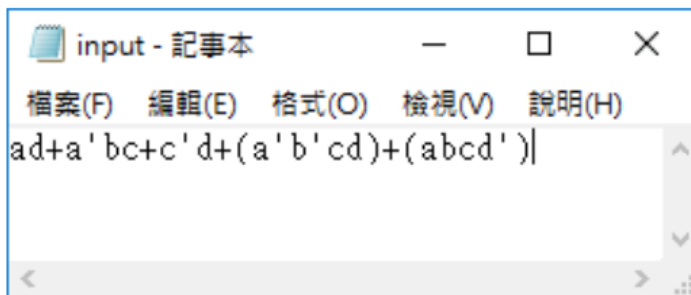 input - 記事本
檔案(F) 編輯(E) 格式(O) 檢視(V) 說明(H)
ad+a'bc+c'd+(a'b'cd)+(abcd')